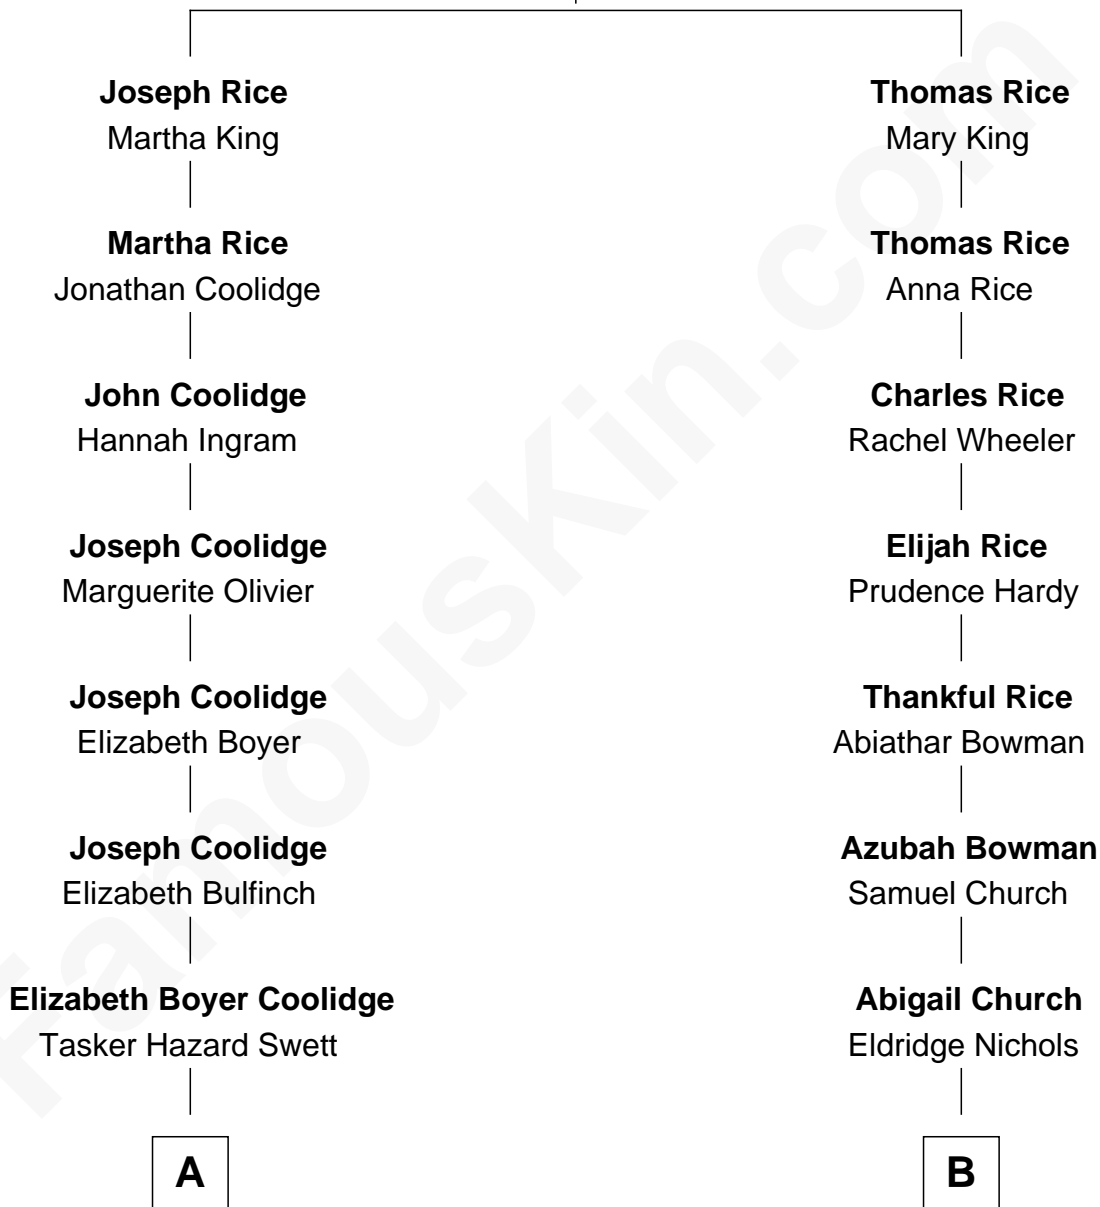 Joseph Rice
Martha King
Thomas Rice
Mary King
Martha Rice
Jonathan Coolidge
Thomas Rice
Anna Rice
John Coolidge
Hannah Ingram
Charles Rice
Rachel Wheeler
Joseph Coolidge
Marguerite Olivier
Elijah Rice
Prudence Hardy
Joseph Coolidge
Elizabeth Boyer
Thankful Rice
Abiathar Bowman
Joseph Coolidge
Elizabeth Bulfinch
Azubah Bowman
Samuel Church
Elizabeth Boyer Coolidge
Tasker Hazard Swett
Abigail Church
Eldridge Nichols
A
B
FamousKin.com